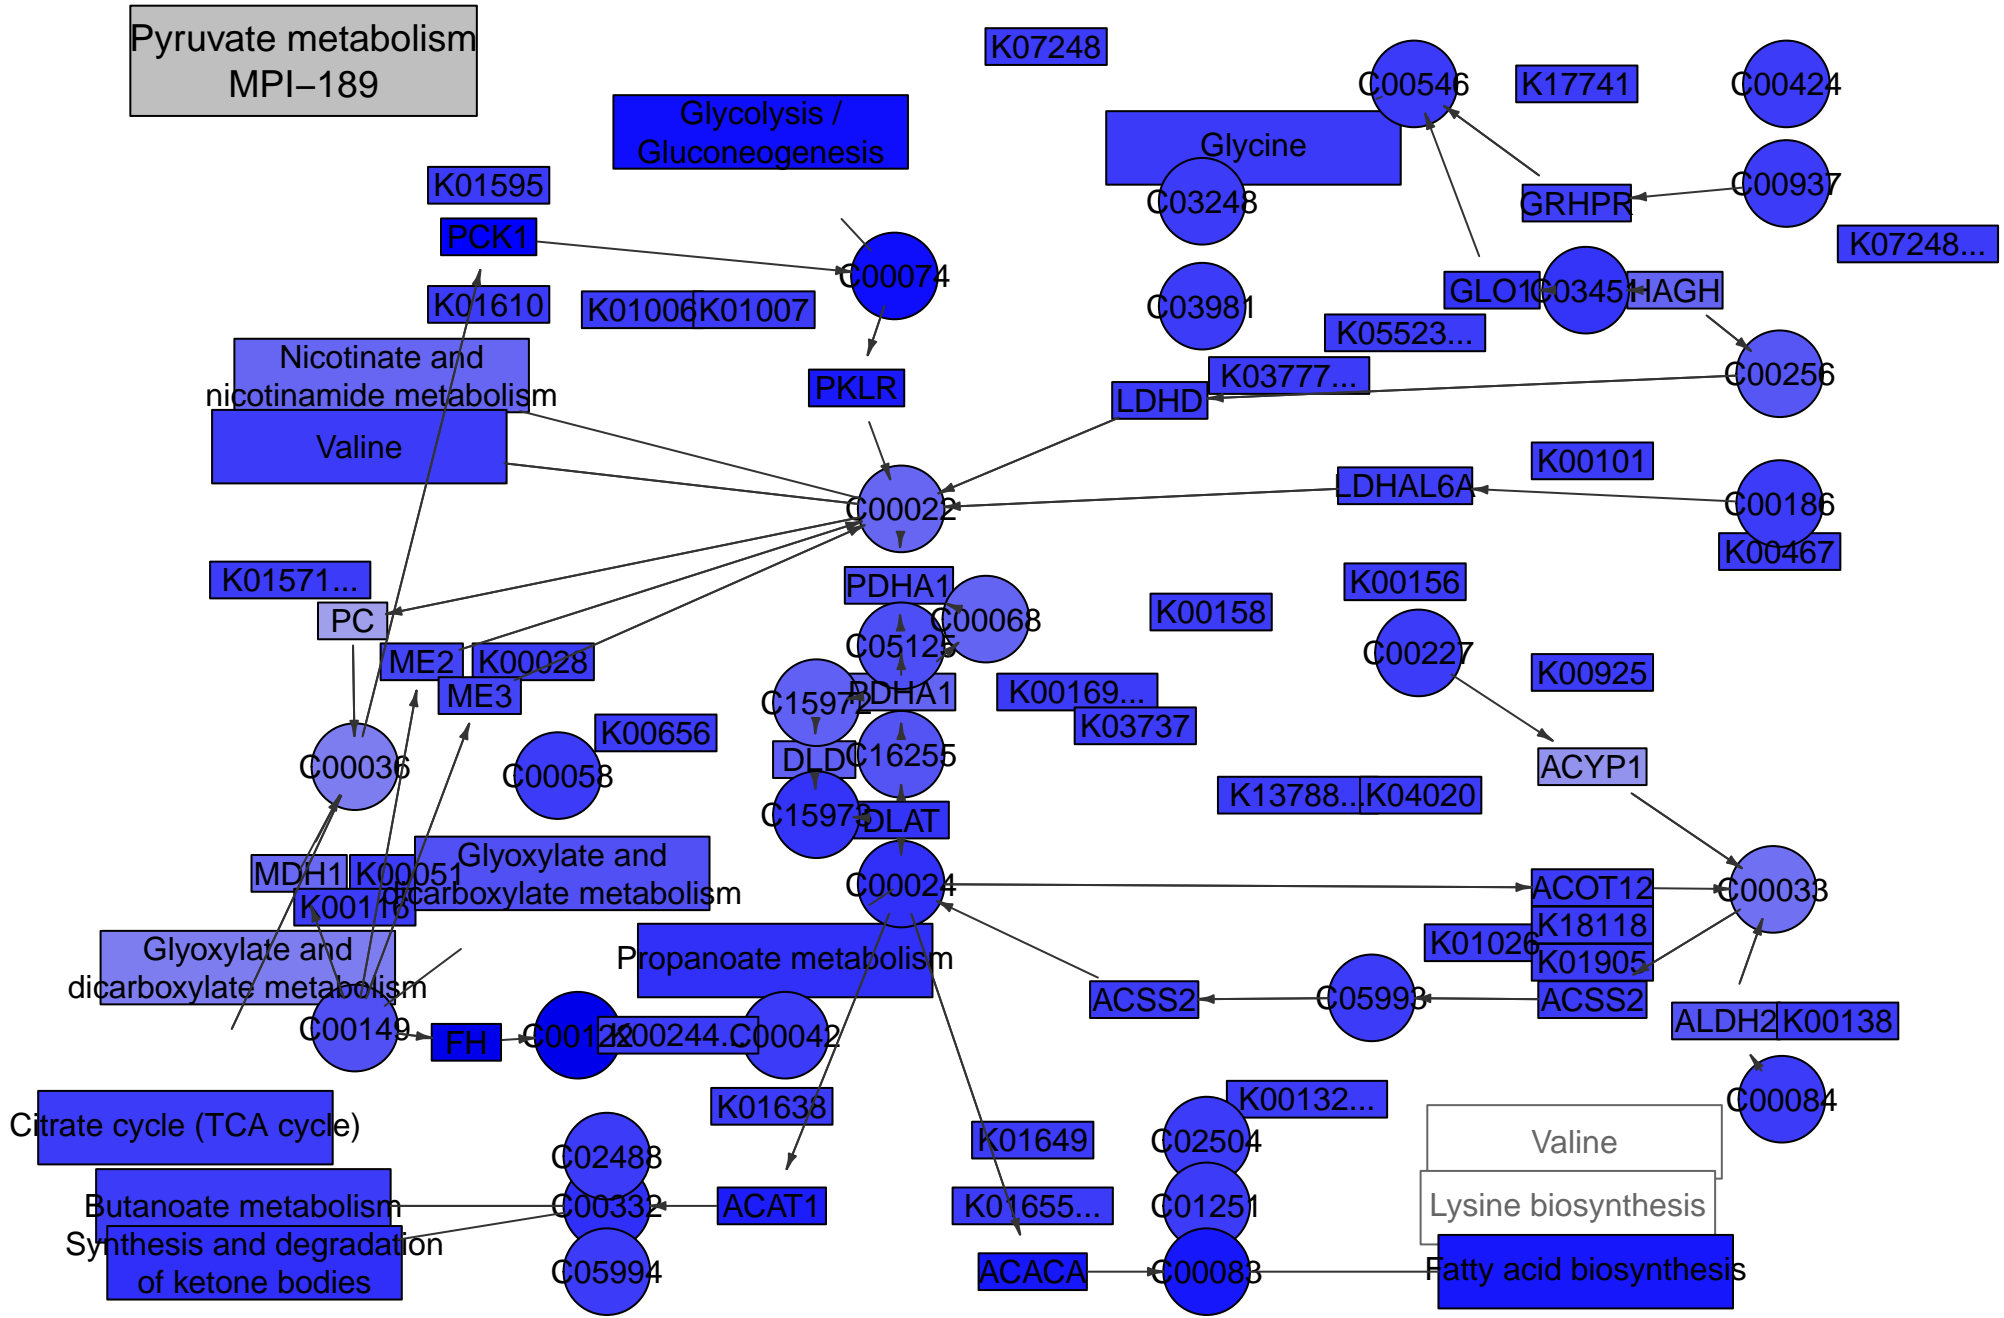 Pyruvate metabolism
MPI−189
K07248
C00546
K17741
C00424
Glycolysis /
Gluconeogenesis
Glycine
K01595
C03248
GRHPR
C00937
PCK1
K07248...
C00074
K01610
K01006
K01007
C03981
GLO1
C03451
HAGH
K05523...
Nicotinate and
nicotinamide metabolism
PKLR
K03777...
LDHD
C00256
Valine
K00101
LDHAL6A
C00022
C00186
K00467
K01571...
PDHA1
K00156
PC
C00068
K00158
C05125
C00227
ME2
K00028
ME3
PDHA1
K00169...
K00925
C15972
K03737
K00656
C00036
C00058
DLD
C16255
ACYP1
K13788...
K04020
C15973
DLAT
MDH1
K00051
Glyoxylate and
dicarboxylate metabolism
K00116
C00024
ACOT12
C00033
K18118
K01026
K01905
Glyoxylate and
dicarboxylate metabolism
Propanoate metabolism
ACSS2
C05993
ACSS2
C00149
FH
C00122
K00244...
C00042
ALDH2
K00138
K01638
K00132...
C00084
Citrate cycle (TCA cycle)
C02488
K01649
C02504
Valine
Butanoate metabolism
C00332
ACAT1
K01655...
C01251
Lysine biosynthesis
Synthesis and degradation
of ketone bodies
C05994
ACACA
C00083
Fatty acid biosynthesis